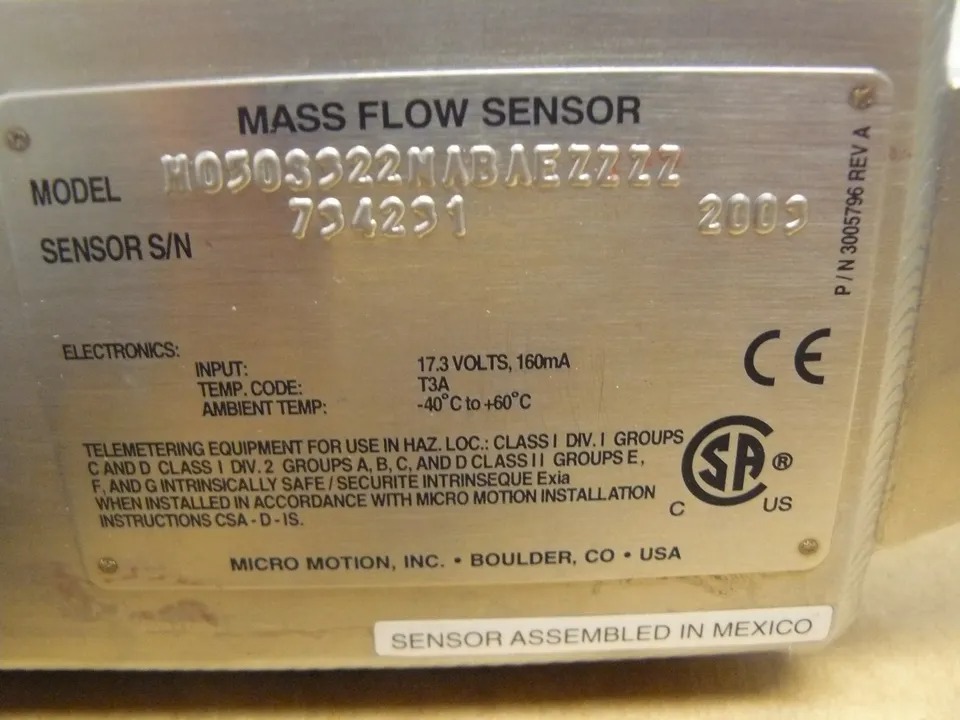 MASS FLOW SENSOR
MODEL M050S322NABAEZZZZ
SENSOR S/N 734231 2003
P/N 3005796 REV A
ELECTRONICS:
INPUT: 17.3 VOLTS, 160mA
TEMP. CODE: T3A
AMBIENT TEMP: -40°C to +60°C
CE
TELEMETERING EQUIPMENT FOR USE IN HAZ. LOC.: CLASS I DIV. I GROUPS
C AND D CLASS I DIV. 2 GROUPS A, B, C, AND D CLASS II GROUPS E,
F, AND G INTRINSICALLY SAFE / SECURITE INTRINSEQUE Exia
WHEN INSTALLED IN ACCORDANCE WITH MICRO MOTION INSTALLATION
INSTRUCTIONS CSA - D - IS.
C SA ® US
MICRO MOTION, INC. • BOULDER, CO • USA
SENSOR ASSEMBLED IN MEXICO